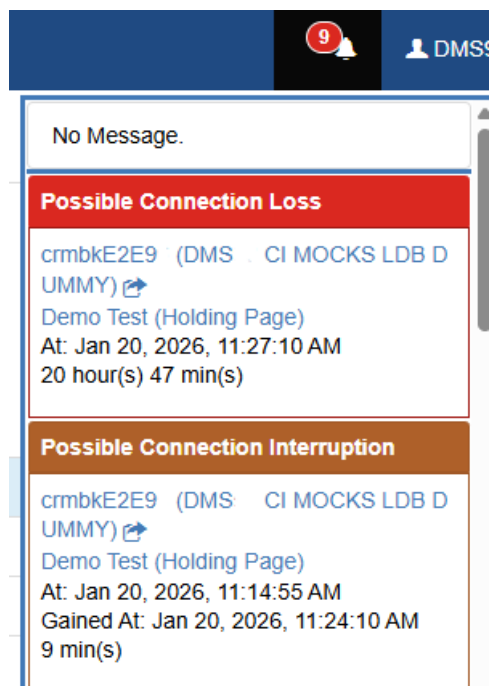 9
DMS9
No Message.
Possible Connection Loss
crmbkE2E9 (DMS CI MOCKS LDB D
UMMY)
Demo Test (Holding Page)
At: Jan 20, 2026, 11:27:10 AM
20 hour(s) 47 min(s)
Possible Connection Interruption
crmbkE2E9 (DMS CI MOCKS LDB D
UMMY)
Demo Test (Holding Page)
At: Jan 20, 2026, 11:14:55 AM
Gained At: Jan 20, 2026, 11:24:10 AM
9 min(s)